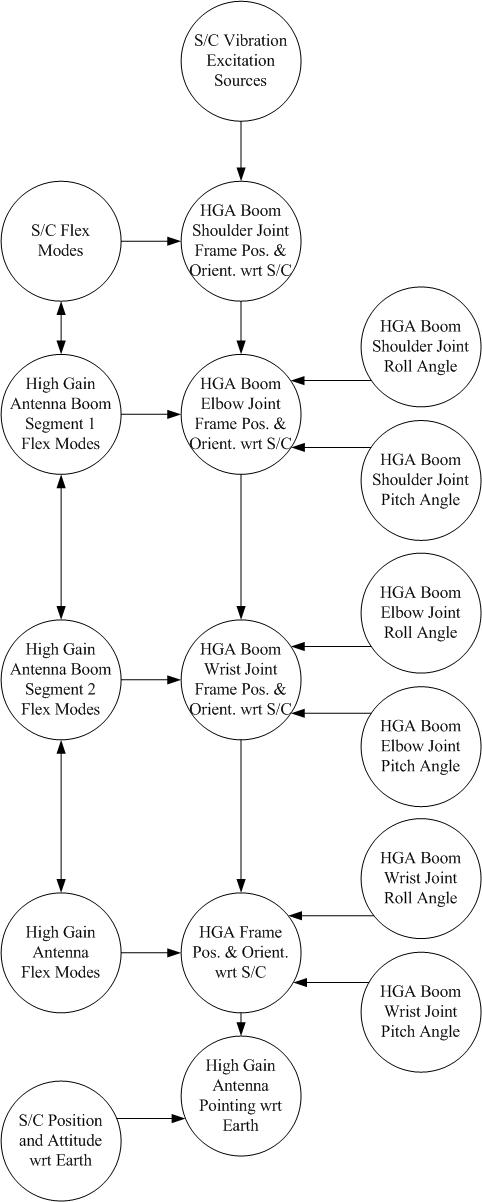 S/C Vibration
Excitation
Sources
S/C Flex
Modes
HGA Boom
Shoulder Joint
Frame Pos. &
Orient. wrt S/C
HGA Boom
Shoulder Joint
Roll Angle
High Gain
Antenna Boom
Segment 1
Flex Modes
HGA Boom
Elbow Joint
Frame Pos. &
Orient. wrt S/C
HGA Boom
Shoulder Joint
Pitch Angle
HGA Boom
Elbow Joint
Roll Angle
High Gain
Antenna Boom
Segment 2
Flex Modes
HGA Boom
Wrist Joint
Frame Pos. &
Orient. wrt S/C
HGA Boom
Elbow Joint
Pitch Angle
HGA Boom
Wrist Joint
Roll Angle
High Gain
Antenna
Flex Modes
HGA Frame
Pos. & Orient.
wrt S/C
HGA Boom
Wrist Joint
Pitch Angle
High Gain
Antenna
Pointing wrt
Earth
S/C Position
and Attitude
wrt Earth